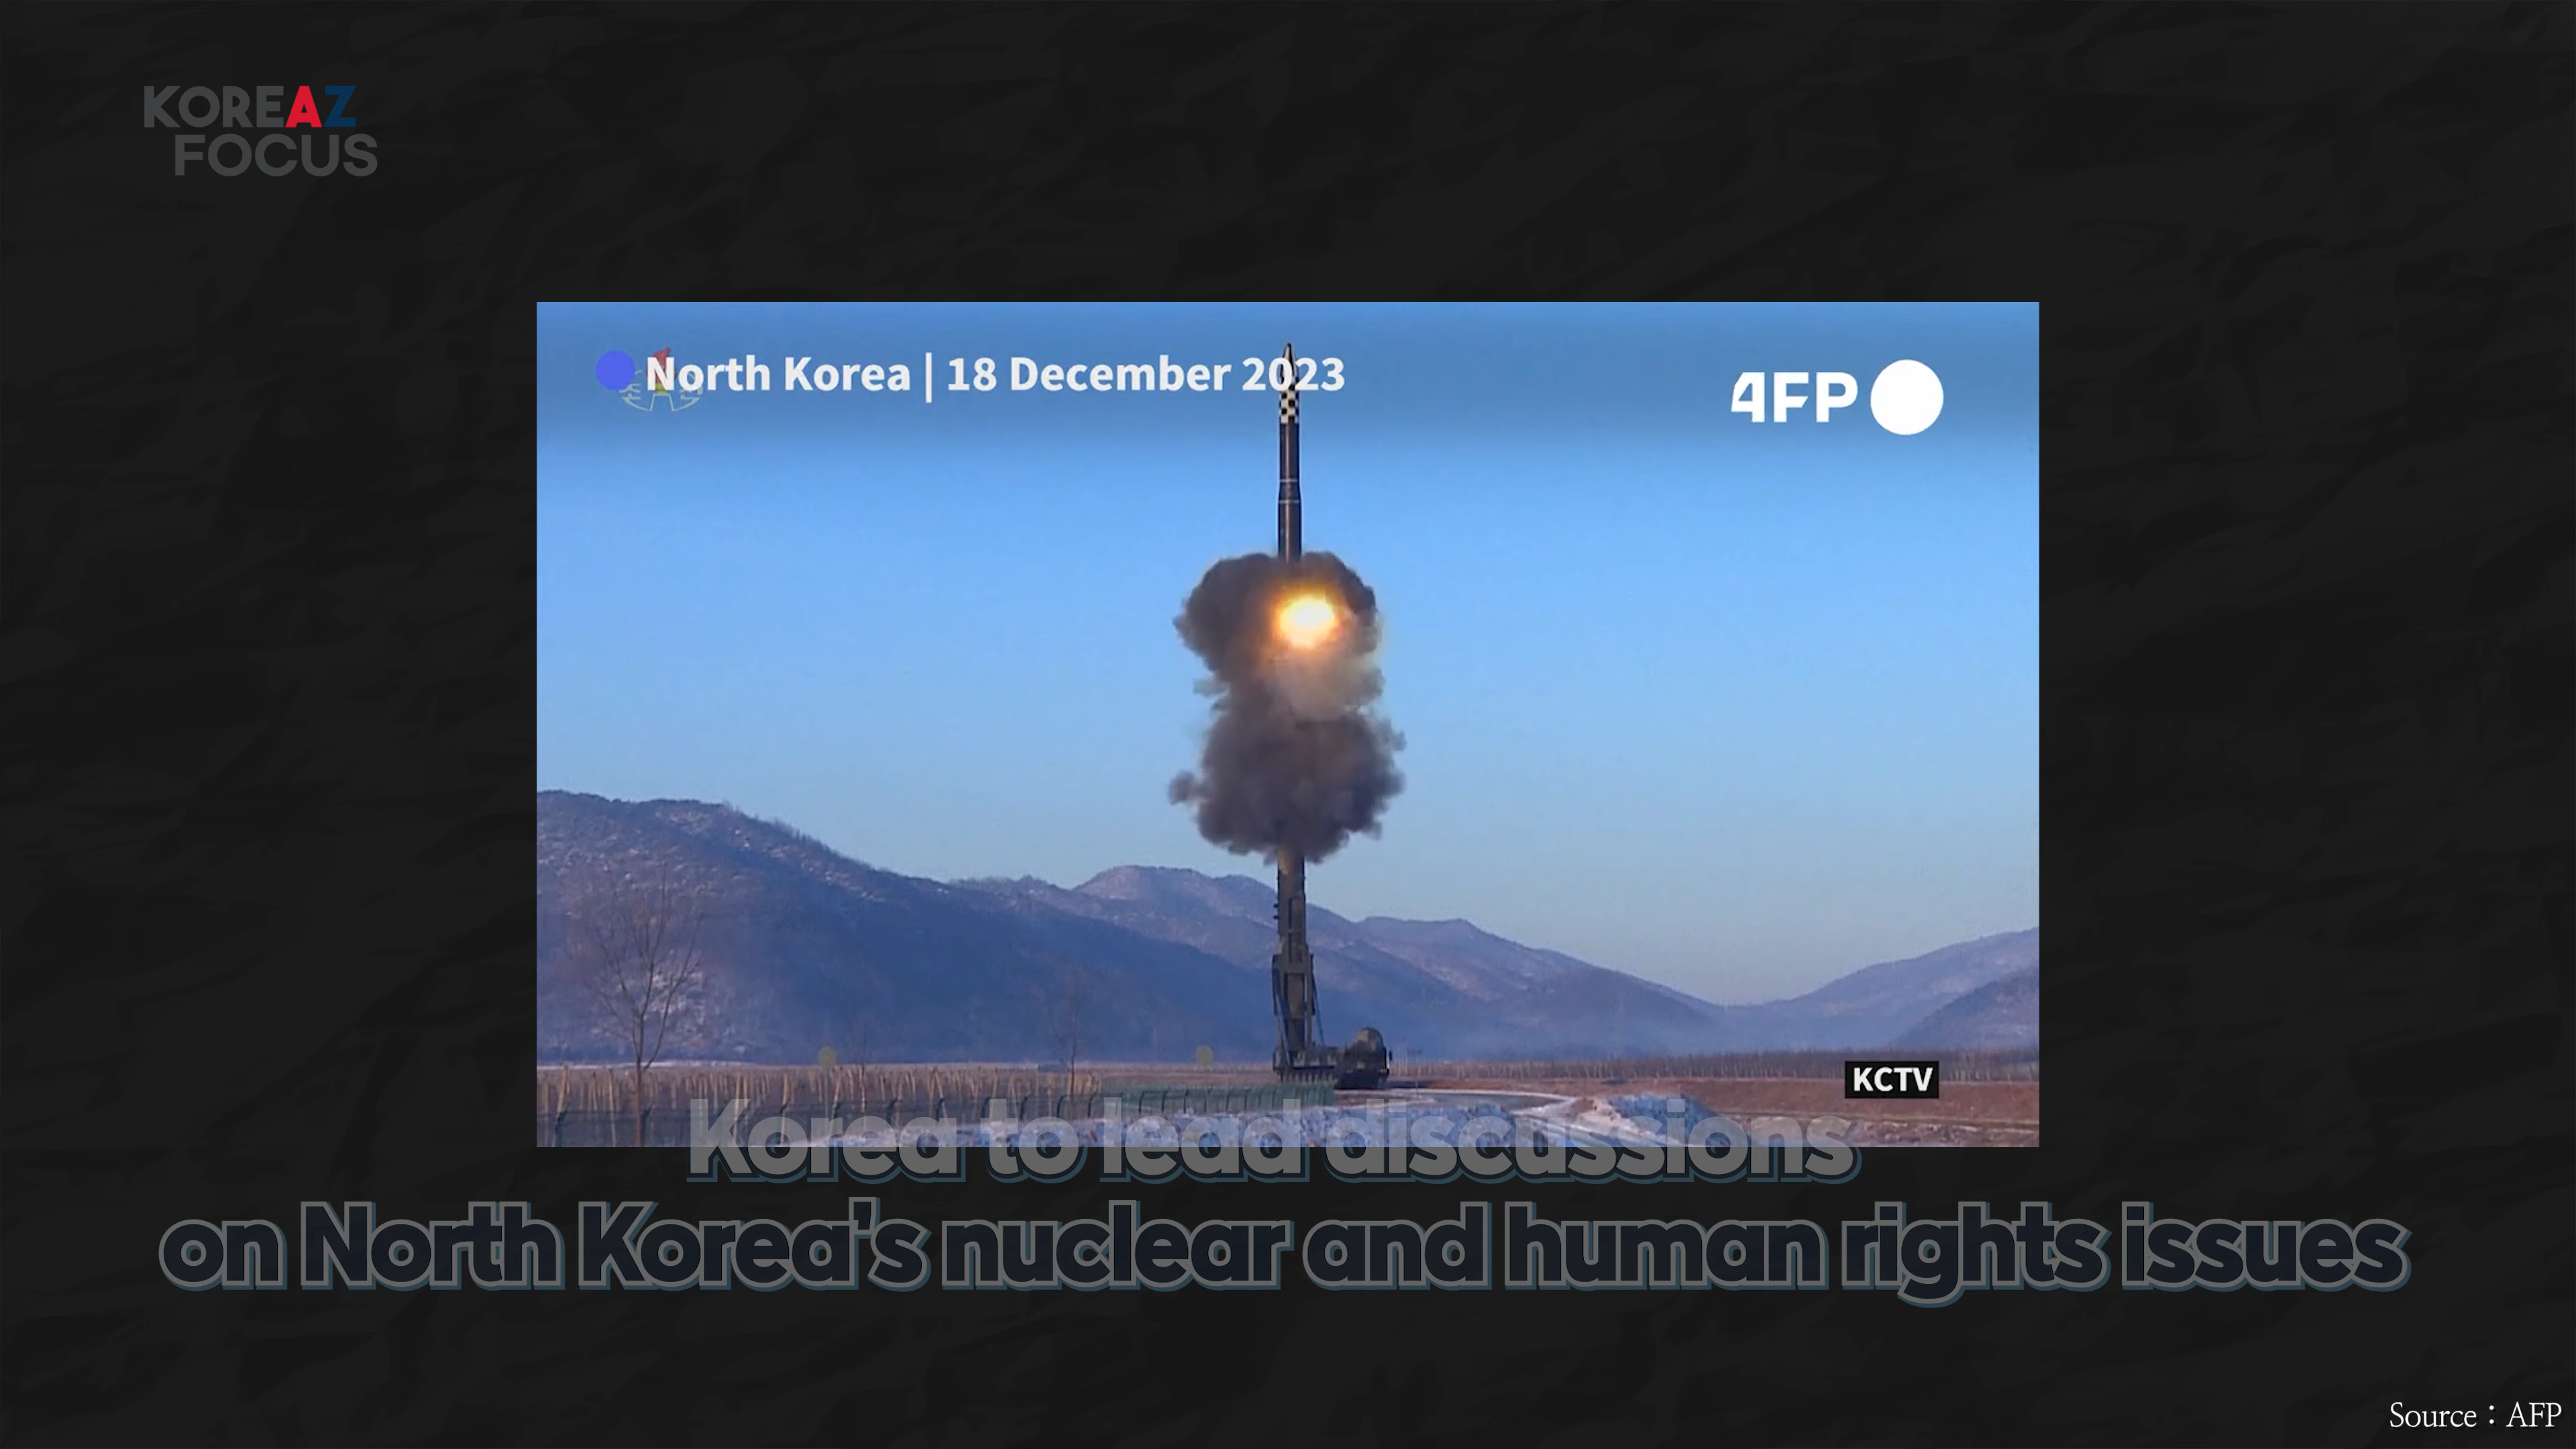 KOREAZ
FOCUS
North Korea | 18 December 2023
AFP
KCTV
Korea to lead discussions
on North Korea's nuclear and human rights issues
Source : AFP